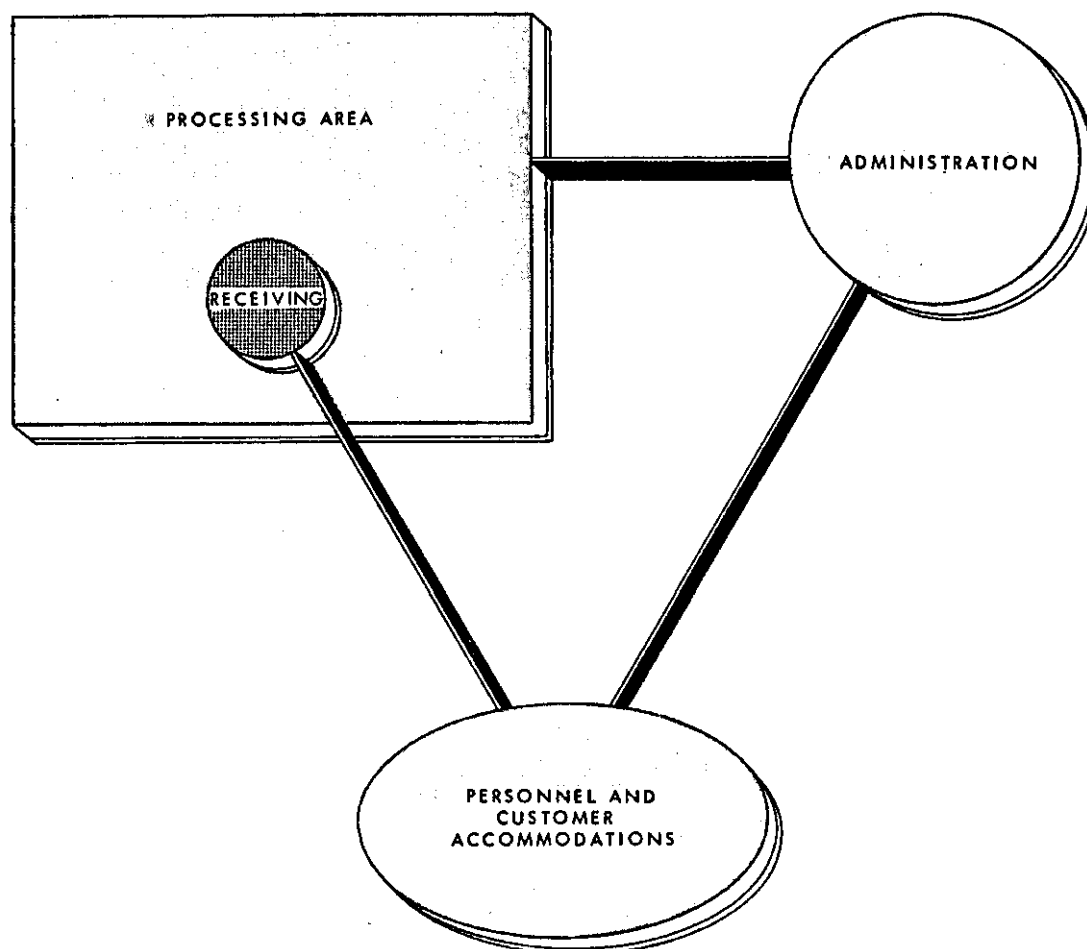 PROCESSING AREA
ADMINISTRATION
RECEIVING
PERSONNEL AND
CUSTOMER
ACCOMMODATIONS